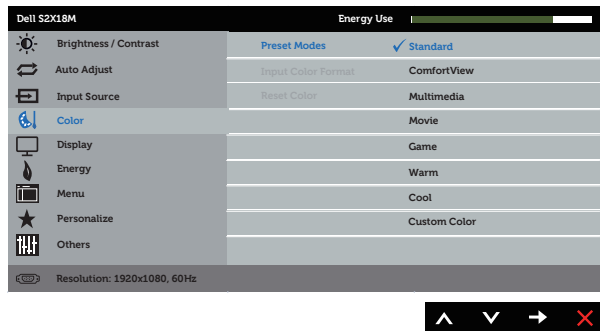 Dell S2X18M Energy Use
Brightness / Contrast Preset Modes Standard
Auto Adjust Input Color Format ComfortView
Input Source Reset Color Multimedia
Color Movie
Display Game
Energy Warm
Menu Cool
Personalize Custom Color
Others
Resolution: 1920x1080, 60Hz